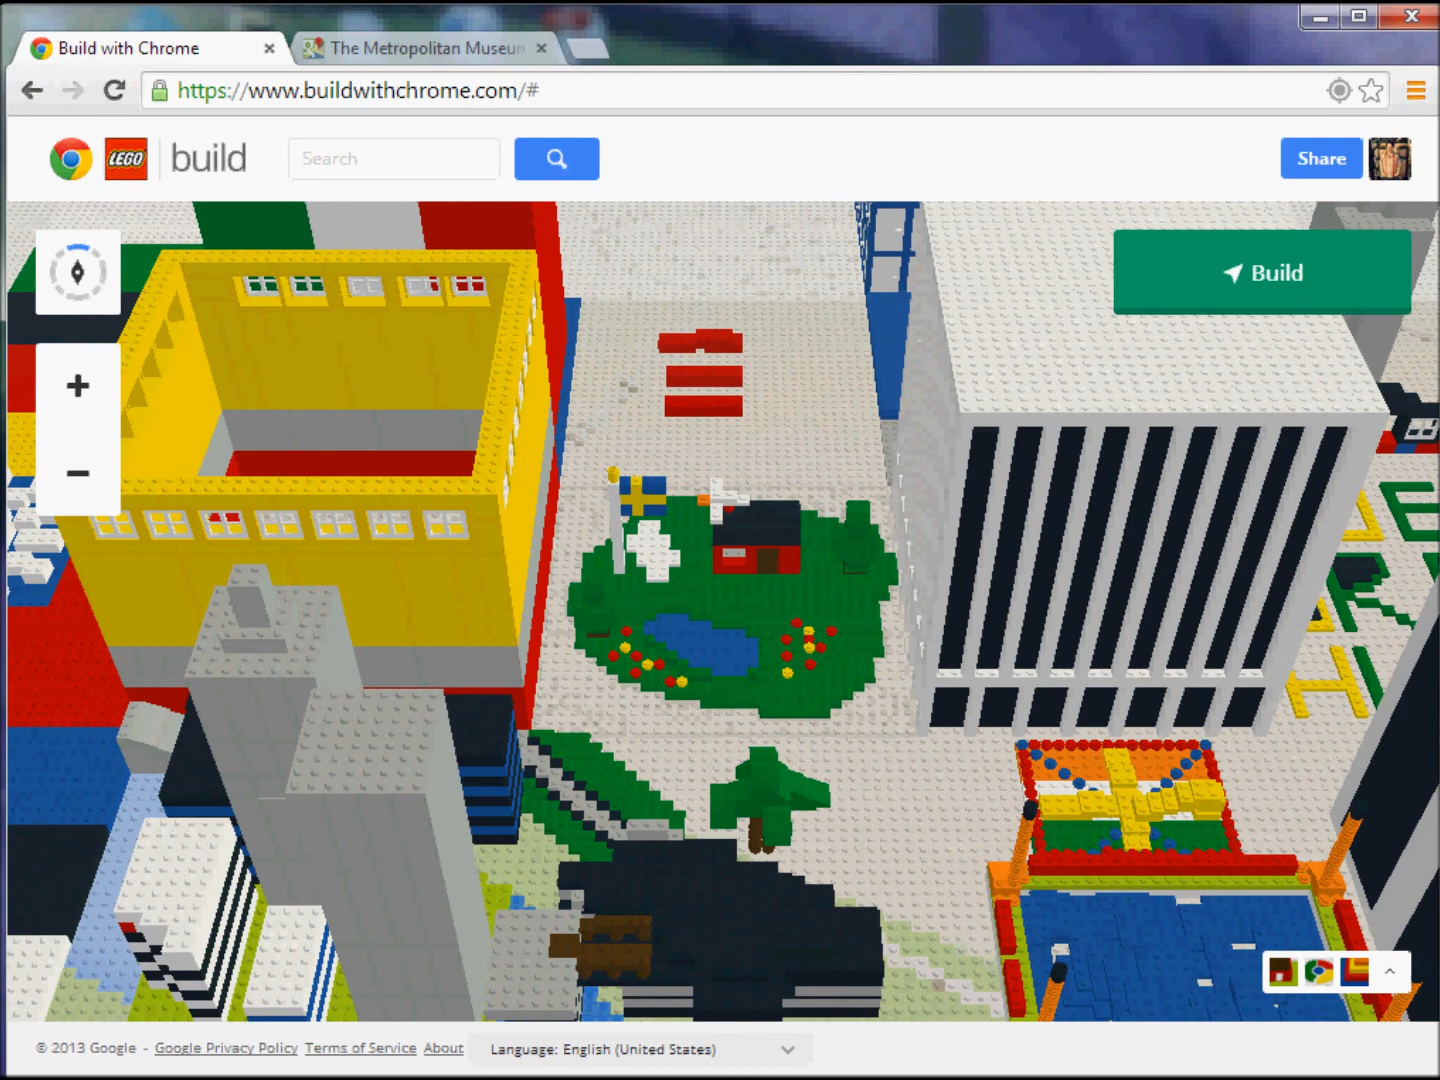 Build with Chrome
The Metropolitan Museum
https://www.buildwithchrome.com/#
LEGO build
Search
Share
Build
+
−
© 2013 Google - Google Privacy Policy Terms of Service About
Language: English (United States)